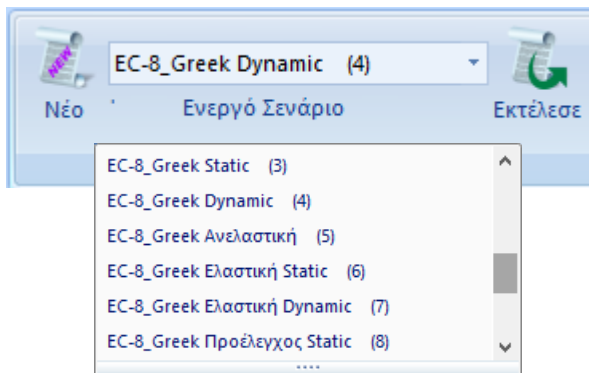 NEW
EC-8_Greek Dynamic (4)
Νέο Ενεργό Σενάριο Εκτέλεσε
EC-8_Greek Static (3)
EC-8_Greek Dynamic (4)
EC-8_Greek Ανελαστική (5)
EC-8_Greek Ελαστική Static (6)
EC-8_Greek Ελαστική Dynamic (7)
EC-8_Greek Προέλεγχος Static (8)